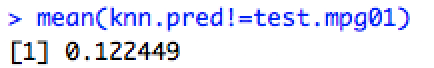 > mean(knn.pred!=test.mpg01)
[1] 0.122449